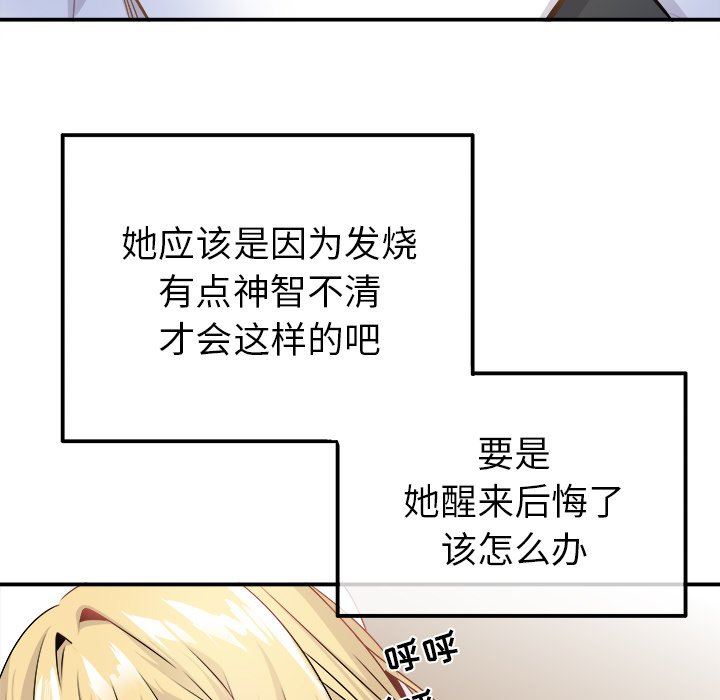 她应该是因为发烧
有点神智不清
才会这样的吧
要是
她醒来后悔了
该怎么办
呼呼
呼